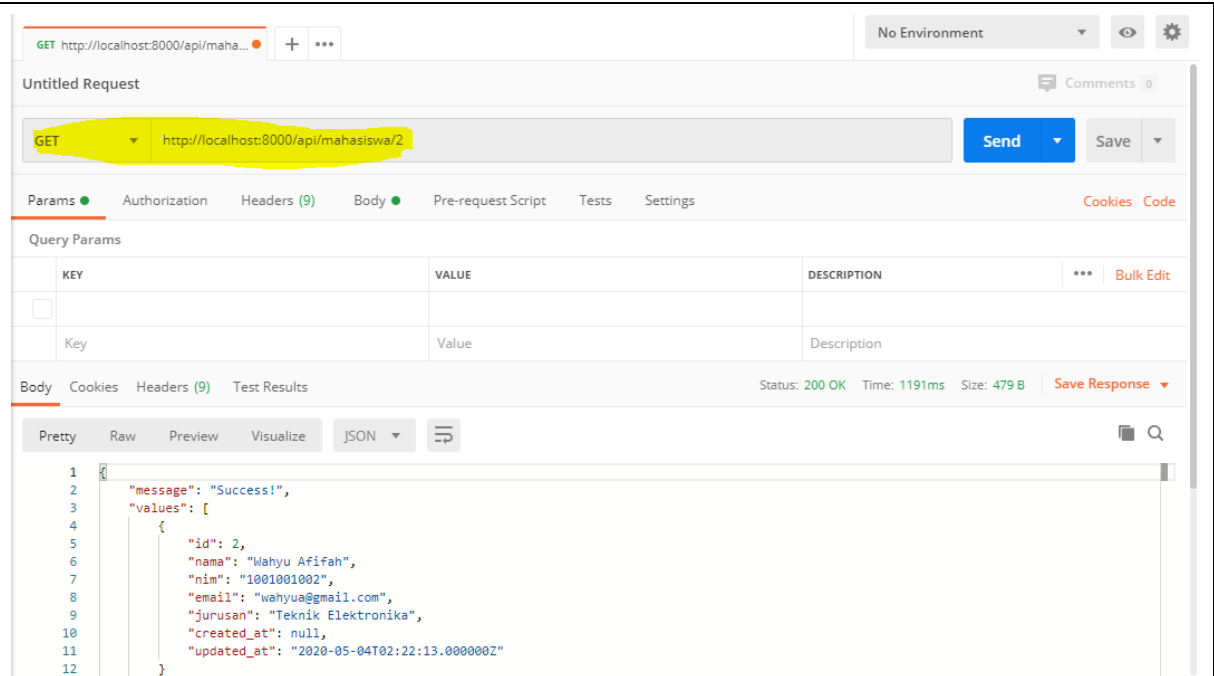 GET http://localhost:8000/api/maha... + •••
No Environment
Untitled Request
Comments 0
GET http://localhost:8000/api/mahasiswa/2
Send Save
Params Authorization Headers (9) Body Pre-request Script Tests Settings
Cookies Code
Query Params
KEY VALUE DESCRIPTION ••• Bulk Edit
Key Value Description
Body Cookies Headers (9) Test Results Status: 200 OK Time: 1191ms Size: 479 B Save Response
Pretty Raw Preview Visualize JSON
1 {
2 "message": "Success!",
3 "values": [
4 {
5 "id": 2,
6 "nama": "Wahyu Afifah",
7 "nim": "1001001002",
8 "email": "wahyua@gmail.com",
9 "jurusan": "Teknik Elektronika",
10 "created_at": null,
11 "updated_at": "2020-05-04T02:22:13.000000Z"
12 }